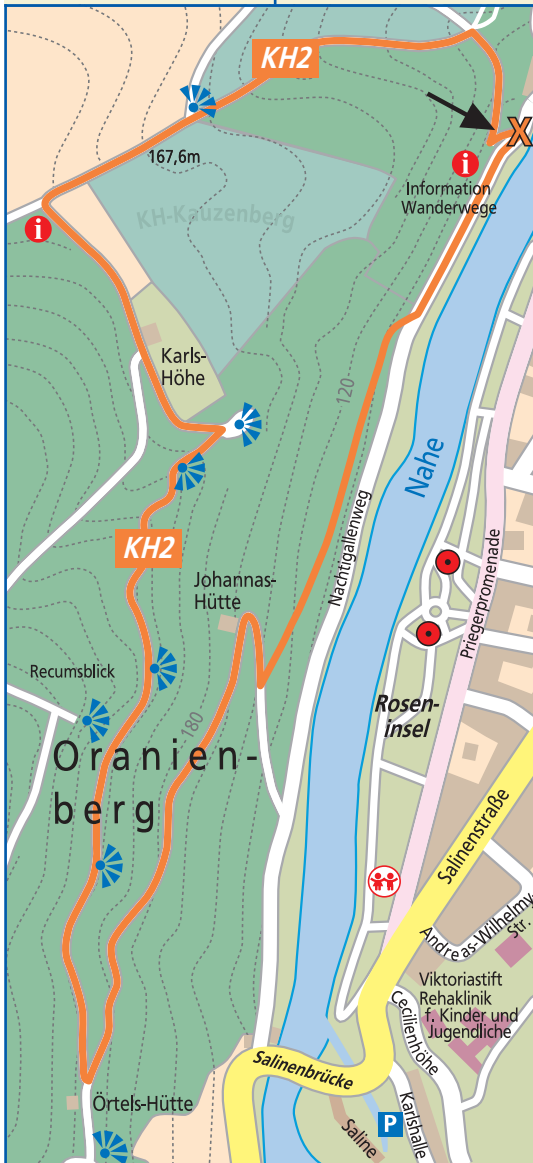 KH2
X
167,6m
i
Information
Wanderwege
KH-Kauzenberg
i
Karls-
Höhe
120
Nahe
KH2
Nachtigallenweg
Priegerpromenade
Johannas-
Hütte
Recumsblick
180
Rosen-
insel
Oranien-
berg
Salinenstraße
Andreas-Wilhelmy-
Str.
Viktoriastift
Rehaklinik
f. Kinder und
Jugendliche
Cecilienhöhe
Salinenbrücke
Örtels-Hütte
Karlshalle
P
Saline